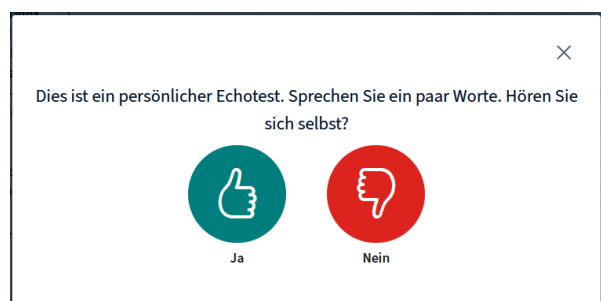 Dies ist ein persönlicher Echotest. Sprechen Sie ein paar Worte. Hören Sie
sich selbst?
Ja
Nein